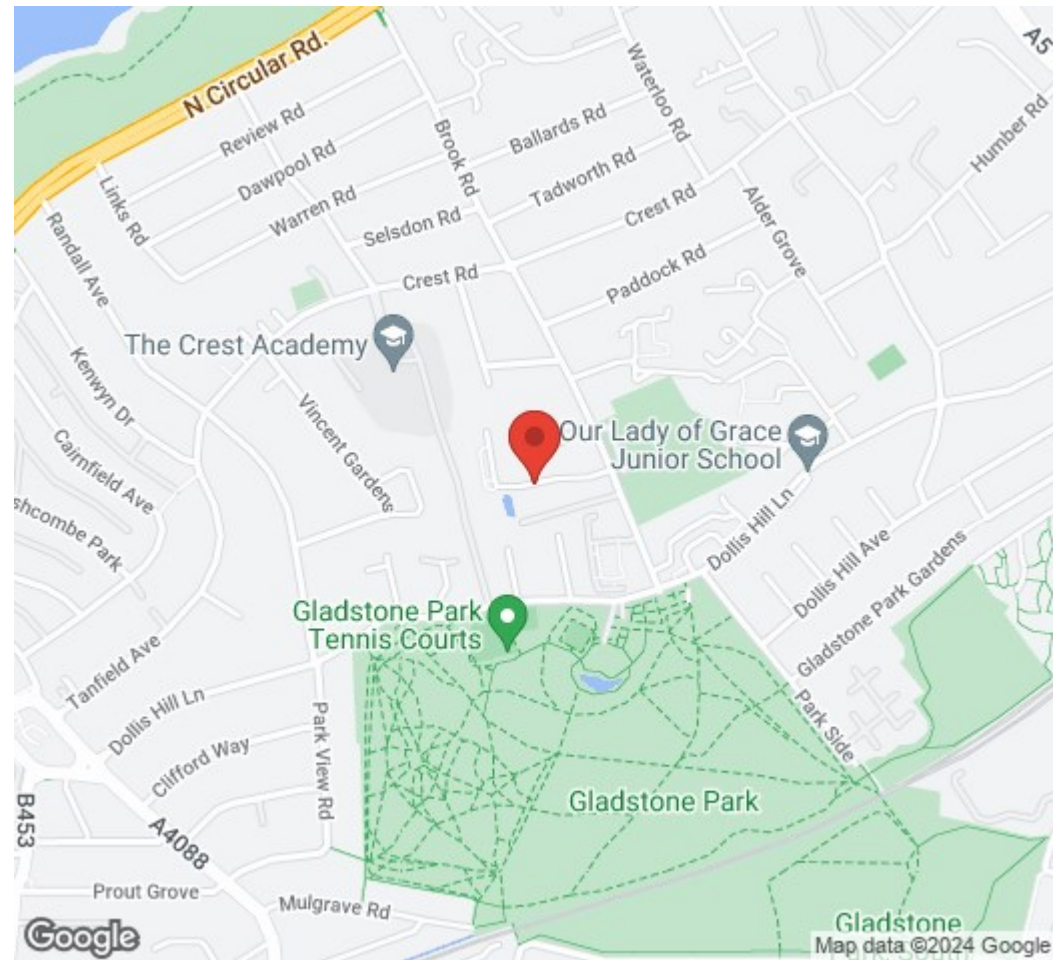 N Circular Rd.
A5
Review Rd
Waterloo Rd
Ballards Rd
Humber Rd
Brook Rd
Dawpool Rd
Tadworth Rd
Links Rd
Warren Rd
Alder Grove
Crest Rd
Selsdon Rd
Randall Ave
Paddock Rd
Crest Rd
The Crest Academy
Kenwyn Dr
Vincent Gardens
Our Lady of Grace
Junior School
Cairnfield Ave
shcombe Park
Dollis Hill Ln
Dollis Hill Ave
Gladstone Park Gardens
Gladstone Park
Tennis Courts
Tanfield Ave
Dollis Hill Ln
Park View Rd
Park Side
Clifford Way
B453
A4088
Gladstone Park
Prout Grove
Mulgrave Rd
Gladstone
Google
Map data ©2024 Google